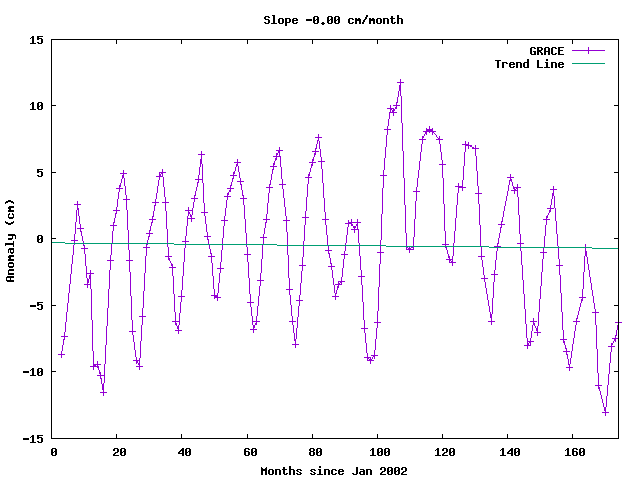 Slope -0.00 cm/month
15
GRACE
Trend Line
10
5
0
-5
-10
-15
Anomaly (cm)
0 20 40 60 80 100 120 140 160
Months since Jan 2002